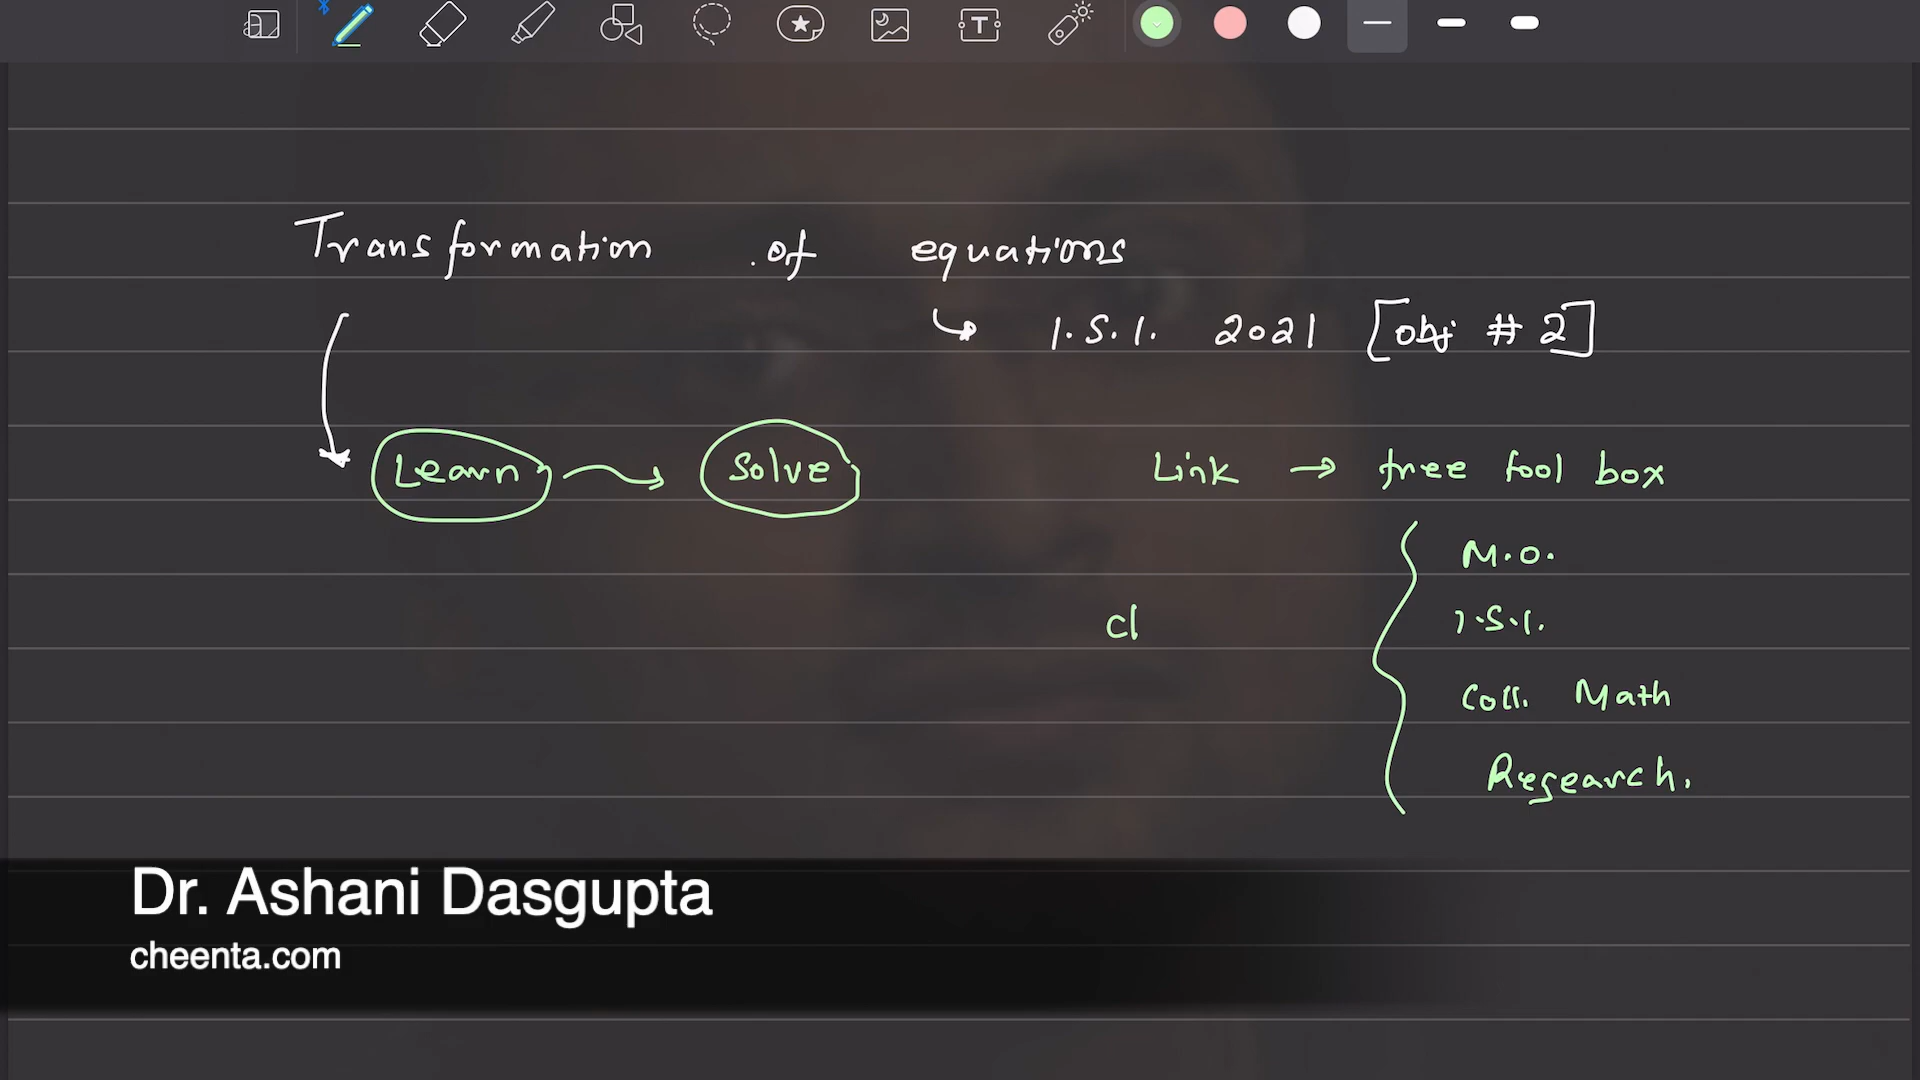 Transformation of equations
I.S.I. 2021 [obj # 2]
Learn Solve Link → free tool box
M.O.
I.S.I.
cl
Coll. Math
Research.
Dr. Ashani Dasgupta
cheenta.com